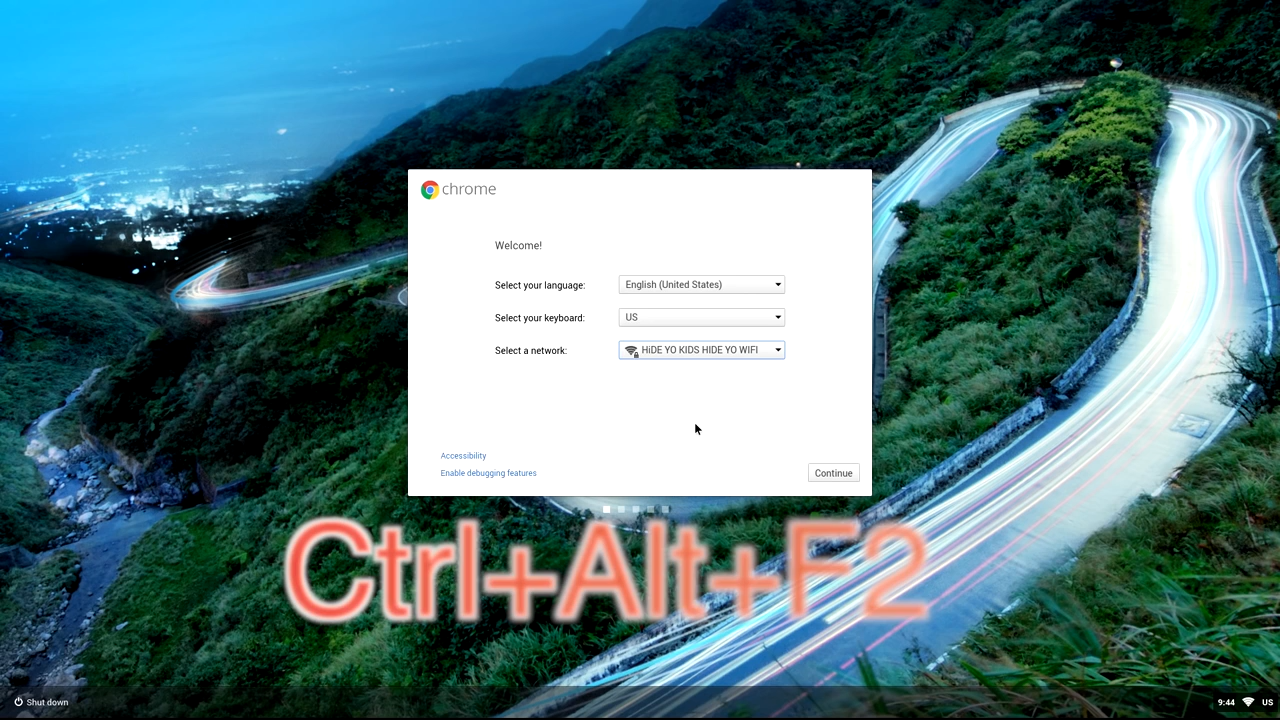 chrome
Welcome!
Select your language: English (United States)
Select your keyboard: US
Select a network: HiDE YO KIDS HIDE YO WIFI
Accessibility
Enable debugging features
Continue
Ctrl+Alt+F2
Shut down
9:44 US